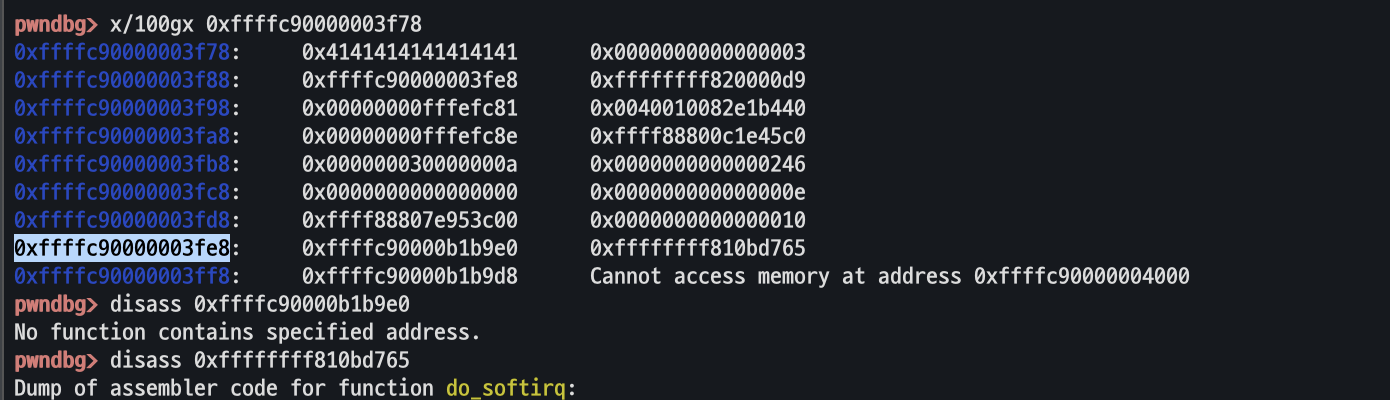 pwndbg> x/100gx 0xffffc90000003f78
0xffffc90000003f78: 0x4141414141414141 0x0000000000000003
0xffffc90000003f88: 0xffffc90000003fe8 0xffffffff820000d9
0xffffc90000003f98: 0x00000000fffefc81 0x0040010082e1b440
0xffffc90000003fa8: 0x00000000fffefc8e 0xffff88800c1e45c0
0xffffc90000003fb8: 0x000000030000000a 0x0000000000000246
0xffffc90000003fc8: 0x0000000000000000 0x000000000000000e
0xffffc90000003fd8: 0xffff88807e953c00 0x0000000000000010
0xffffc90000003fe8: 0xffffc90000b1b9e0 0xffffffff810bd765
0xffffc90000003ff8: 0xffffc90000b1b9d8 Cannot access memory at address 0xffffc90000004000
pwndbg> disass 0xffffc90000b1b9e0
No function contains specified address.
pwndbg> disass 0xffffffff810bd765
Dump of assembler code for function do_softirq: